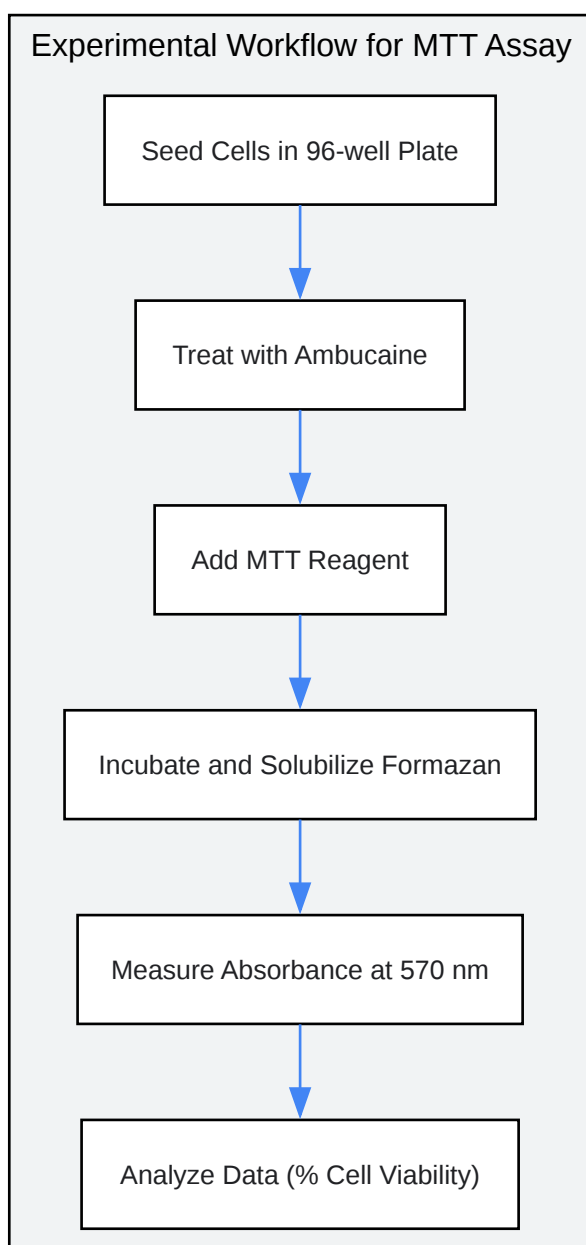 Experimental Workflow for MTT Assay
Seed Cells in 96-well Plate
Treat with Ambucaine
Add MTT Reagent
Incubate and Solubilize Formazan
Measure Absorbance at 570 nm
Analyze Data (% Cell Viability)